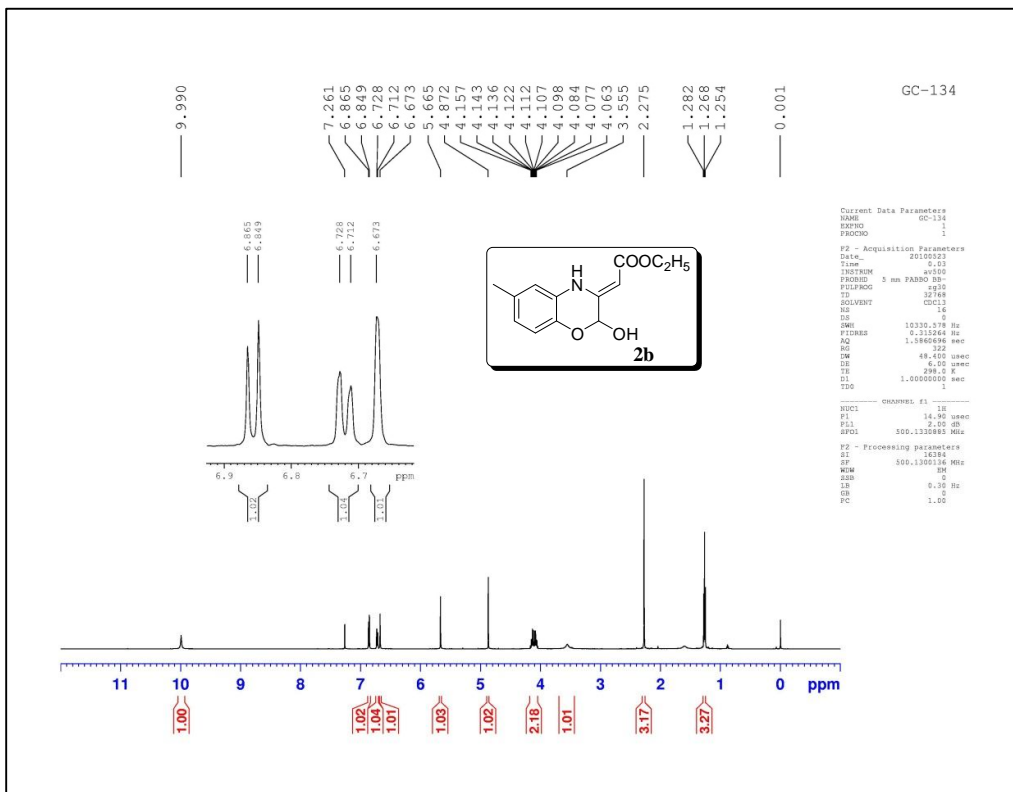 GC-134
9.990
7.261
6.865
6.849
6.728
6.712
6.673
5.665
4.872
4.157
4.143
4.136
4.122
4.112
4.107
4.098
4.084
4.077
4.063
3.555
2.275
1.282
1.268
1.254
0.001
6.865
6.849
6.728
6.712
6.673
6.9 6.8 6.7 ppm
1.02
1.04
1.01
COOC2H5
HN
O OH
2b
Current Data Parameters
NAME GC-134
EXPNO 1
PROCNO 1
F2 - Acquisition Parameters
Date_ 20100523
Time 0.03
INSTRUM av500
PROBHD 5 mm PABBO BB-
PULPROG zg30
TD 32768
SOLVENT CDCl3
NS 16
DS 0
SWH 10330.578 Hz
FIDRES 0.315264 Hz
AQ 1.5860696 sec
RG 322
DW 48.400 usec
DE 6.00 usec
TE 298.0 K
D1 1.00000000 sec
TD0 1
======== CHANNEL f1 ========
NUC1 1H
P1 14.90 usec
PL1 2.00 dB
SFO1 500.1330885 MHz
F2 - Processing parameters
SI 16384
SF 500.1300136 MHz
WDW EM
SSB 0
LB 0.30 Hz
GB 0
PC 1.00
11 10 9 8 7 6 5 4 3 2 1 0 ppm
1.00
1.02
1.04
1.01
1.03
1.02
2.18
1.01
3.17
3.27